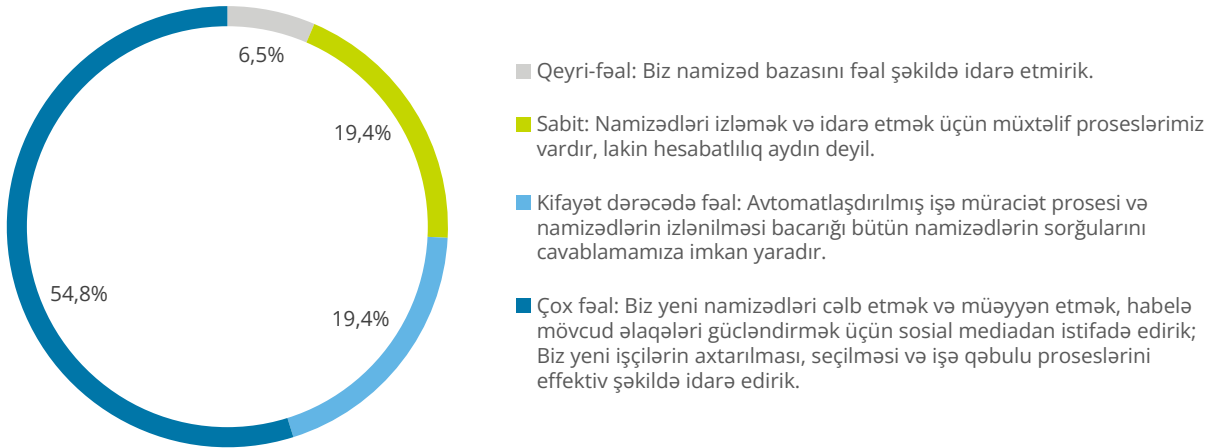 6,5%
19,4%
19,4%
54,8%
Qeyri-fəal: Biz namizəd bazasını fəal şəkildə idarə etmirik.
Sabit: Namizədləri izləmək və idarə etmək üçün müxtəlif proseslərimiz
vardır, lakin hesabatlılıq aydın deyil.
Kifayət dərəcədə fəal: Avtomatlaşdırılmış işə müraciət prosesi və
namizədlərin izlənilməsi bacarığı bütün namizədlərin sorğularını
cavablamamıza imkan yaradır.
Çox fəal: Biz yeni namizədləri cəlb etmək və müəyyən etmək, habelə
mövcud əlaqələri gücləndirmək üçün sosial mediadan istifadə edirik;
Biz yeni işçilərin axtarılması, seçilməsi və işə qəbulu proseslərini
effektiv şəkildə idarə edirik.